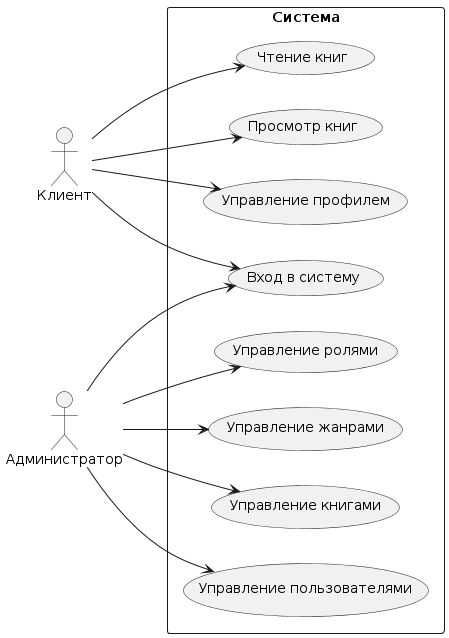 Система
Чтение книг
Просмотр книг
Клиент
Управление профилем
Вход в систему
Управление ролями
Управление жанрами
Администратор
Управление книгами
Управление пользователями